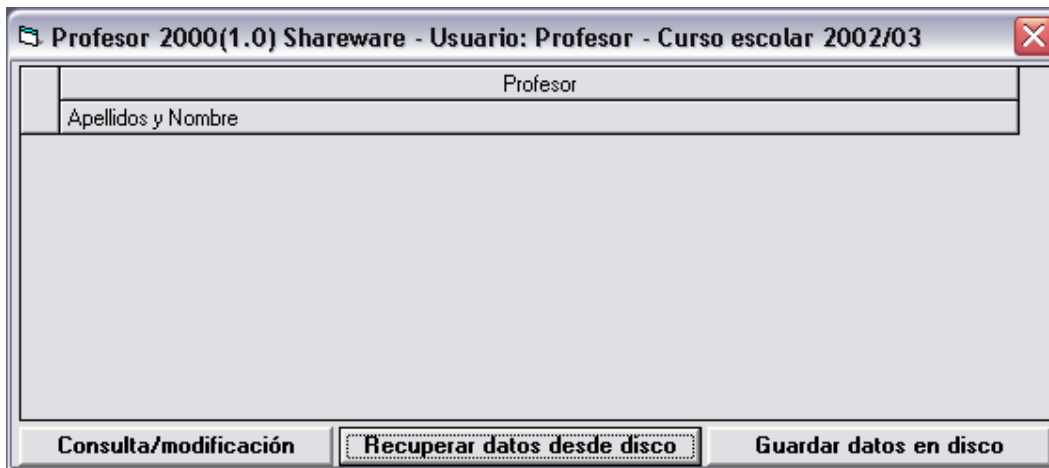 Profesor 2000(1.0) Shareware - Usuario: Profesor - Curso escolar 2002/03
Profesor
Apellidos y Nombre
Consulta/modificación Recuperar datos desde disco Guardar datos en disco